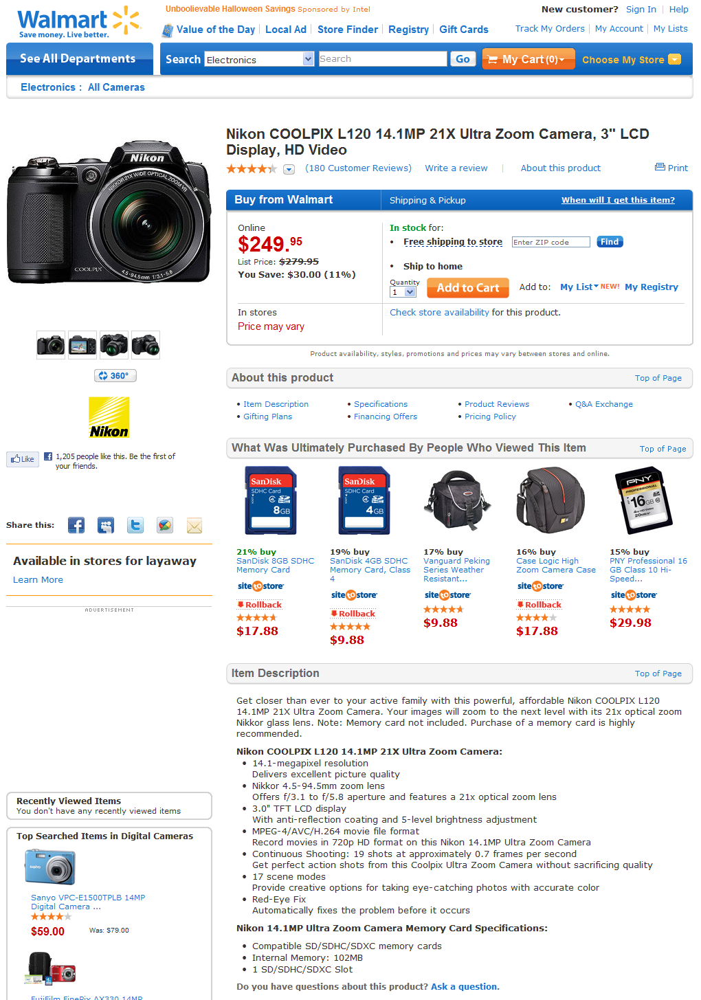 Walmart
Save money. Live better.
Unboolievable Halloween Savings Sponsored by Intel
New customer? Sign In | Help
Value of the Day | Local Ad | Store Finder | Registry | Gift Cards
Track My Orders | My Account | My Lists
See All Departments
Search Electronics Search Go My Cart (0) Choose My Store
Electronics : All Cameras
Nikon COOLPIX L120 14.1MP 21X Ultra Zoom Camera, 3" LCD
Display, HD Video
(180 Customer Reviews) Write a review | About this product Print
Nikon
NIKKOR 21X WIDE OPTICAL ZOOM VR
COOLPIX
4.5-94.5mm 1:3.1-5.8
Buy from Walmart
Shipping & Pickup
When will I get this item?
Online
$249.95
List Price: $279.95
You Save: $30.00 (11%)
In stock for:
• Free shipping to store Enter ZIP code Find
• Ship to home
Quantity
1 Add to Cart Add to: My List NEW! My Registry
In stores
Price may vary
Check store availability for this product.
Product availability, styles, promotions and prices may vary between stores and online.
360°
Nikon
Like 1,205 people like this. Be the first of
your friends.
Share this:
Available in stores for layaway
Learn More
ADVERTISEMENT
About this product Top of Page
• Item Description • Specifications • Product Reviews • Q&A Exchange
• Gifting Plans • Financing Offers • Pricing Policy
What Was Ultimately Purchased By People Who Viewed This Item Top of Page
SanDisk
SDHC Card
8GB
SanDisk
SDHC Card
4GB
PNY
PROFESSIONAL
16GB
21% buy
SanDisk 8GB SDHC
Memory Card
site to store
Rollback
$17.88
19% buy
SanDisk 4GB SDHC
Memory Card, Class
4
site to store
Rollback
$9.88
17% buy
Vanguard Peking
Series Weather
Resistant...
site to store
$9.88
16% buy
Case Logic High
Zoom Camera Case
site to store
Rollback
$17.88
15% buy
PNY Professional 16
GB Class 10 Hi-
Speed...
site to store
$29.98
Item Description Top of Page
Get closer than ever to your active family with this powerful, affordable Nikon COOLPIX L120
14.1MP 21X Ultra Zoom Camera. Your images will zoom to the next level with its 21x optical zoom
Nikkor glass lens. Note: Memory card not included. Purchase of a memory card is highly
recommended.
Nikon COOLPIX L120 14.1MP 21X Ultra Zoom Camera:
• 14.1-megapixel resolution
Delivers excellent picture quality
• Nikkor 4.5-94.5mm zoom lens
Offers f/3.1 to f/5.8 aperture and features a 21x optical zoom lens
• 3.0" TFT LCD display
With anti-reflection coating and 5-level brightness adjustment
• MPEG-4/AVC/H.264 movie file format
Record movies in 720p HD format on this Nikon 14.1MP Ultra Zoom Camera
• Continuous Shooting: 19 shots at approximately 0.7 frames per second
Get perfect action shots from this Coolpix Ultra Zoom Camera without sacrificing quality
• 17 scene modes
Provide creative options for taking eye-catching photos with accurate color
• Red-Eye Fix
Automatically fixes the problem before it occurs
Nikon 14.1MP Ultra Zoom Camera Memory Card Specifications:
• Compatible SD/SDHC/SDXC memory cards
• Internal Memory: 102MB
• 1 SD/SDHC/SDXC Slot
Do you have questions about this product? Ask a question.
Recently Viewed Items
You don't have any recently viewed items
Top Searched Items in Digital Cameras
Sanyo VPC-E1500TPLB 14MP
Digital Camera ...
$59.00 Was: $79.00
FujiFilm FinePix AX330 14MP